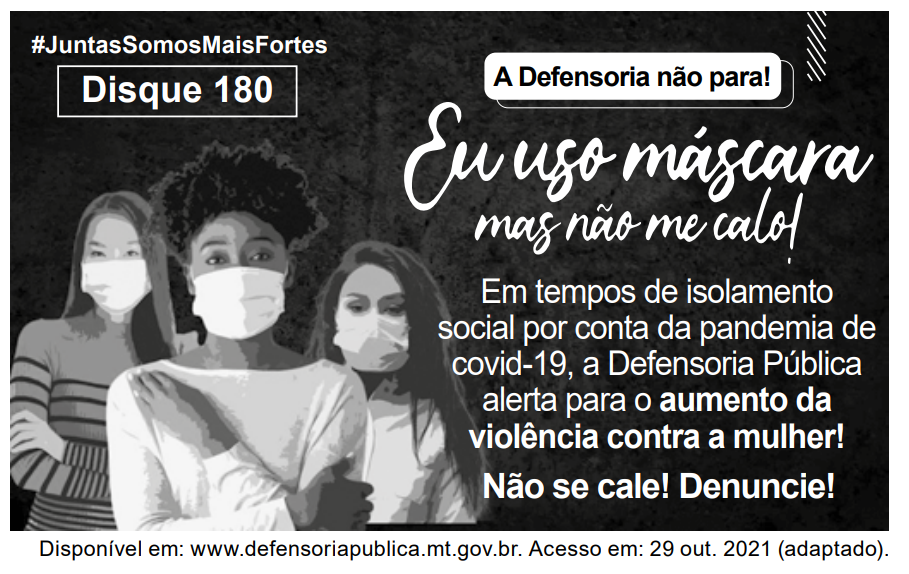 #JuntasSomosMaisFortes
Disque 180
A Defensoria não para!
Eu uso máscara
mas não me calo!
Em tempos de isolamento
social por conta da pandemia de
covid-19, a Defensoria Pública
alerta para o aumento da
violência contra a mulher!
Não se cale! Denuncie!
Disponível em: www.defensoriapublica.mt.gov.br. Acesso em: 29 out. 2021 (adaptado).